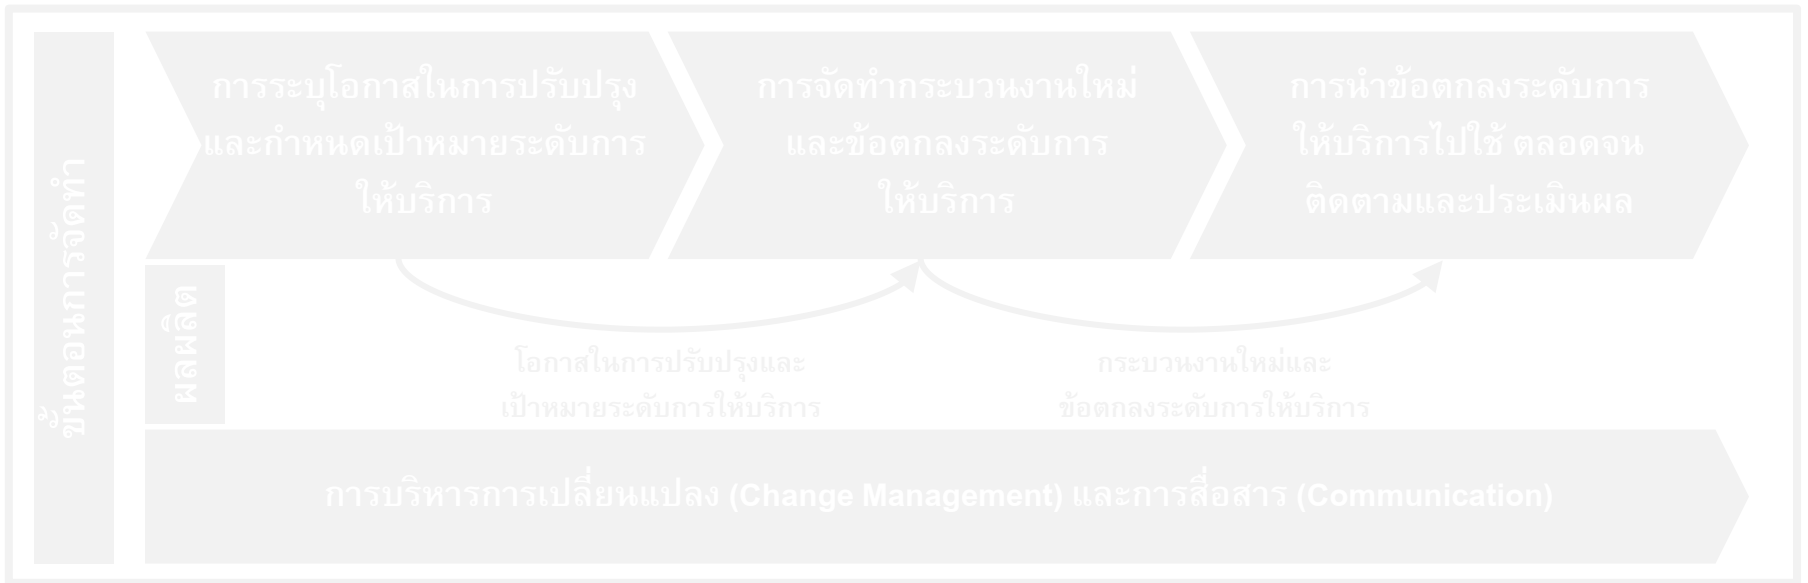 ขั้นตอนการจัดทำ
การระบุโอกาสในการปรับปรุง
และกำหนดเป้าหมายระดับการ
ให้บริการ
การจัดทำกระบวนงานใหม่
และข้อตกลงระดับการ
ให้บริการ
การนำข้อตกลงระดับการ
ให้บริการไปใช้ ตลอดจน
ติดตามและประเมินผล
ผลผลิต
โอกาสในการปรับปรุงและ
เป้าหมายระดับการให้บริการ
กระบวนงานใหม่และ
ข้อตกลงระดับการให้บริการ
การบริหารการเปลี่ยนแปลง (Change Management) และการสื่อสาร (Communication)